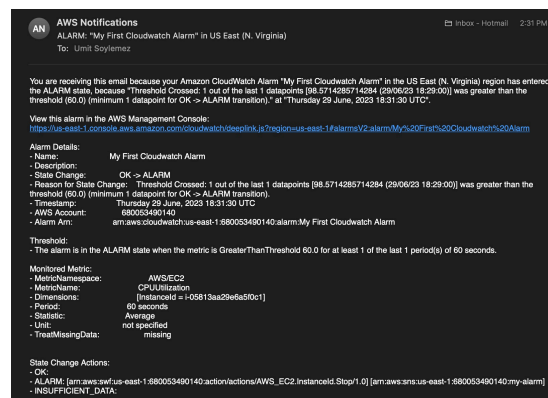 AN
AWS Notifications
Inbox - Hotmail 2:31 PM
ALARM: "My First Cloudwatch Alarm" in US East (N. Virginia)
To: Umit Soylemez
You are receiving this email because your Amazon CloudWatch Alarm "My First Cloudwatch Alarm" in the US East (N. Virginia) region has entered
the ALARM state, because "Threshold Crossed: 1 out of the last 1 datapoints [98.5714285714284 (29/06/23 18:29:00)] was greater than the
threshold (60.0) (minimum 1 datapoint for OK -> ALARM transition)." at "Thursday 29 June, 2023 18:31:30 UTC".
View this alarm in the AWS Management Console:
https://us-east-1.console.aws.amazon.com/cloudwatch/deeplink.js?region=us-east-1#alarmsV2:alarm/My%20First%20Cloudwatch%20Alarm
Alarm Details:
- Name: My First Cloudwatch Alarm
- Description:
- State Change: OK -> ALARM
- Reason for State Change: Threshold Crossed: 1 out of the last 1 datapoints [98.5714285714284 (29/06/23 18:29:00)] was greater than the
threshold (60.0) (minimum 1 datapoint for OK -> ALARM transition).
- Timestamp: Thursday 29 June, 2023 18:31:30 UTC
- AWS Account: 680053490140
- Alarm Arn: arn:aws:cloudwatch:us-east-1:680053490140:alarm:My First Cloudwatch Alarm
Threshold:
- The alarm is in the ALARM state when the metric is GreaterThanThreshold 60.0 for at least 1 of the last 1 period(s) of 60 seconds.
Monitored Metric:
- MetricNamespace: AWS/EC2
- MetricName: CPUUtilization
- Dimensions: [InstanceId = i-05813aa29e6a5f0c1]
- Period: 60 seconds
- Statistic: Average
- Unit: not specified
- TreatMissingData: missing
State Change Actions:
- OK:
- ALARM: [arn:aws:swf:us-east-1:680053490140:action/actions/AWS_EC2.InstanceId.Stop/1.0] [arn:aws:sns:us-east-1:680053490140:my-alarm]
- INSUFFICIENT_DATA: